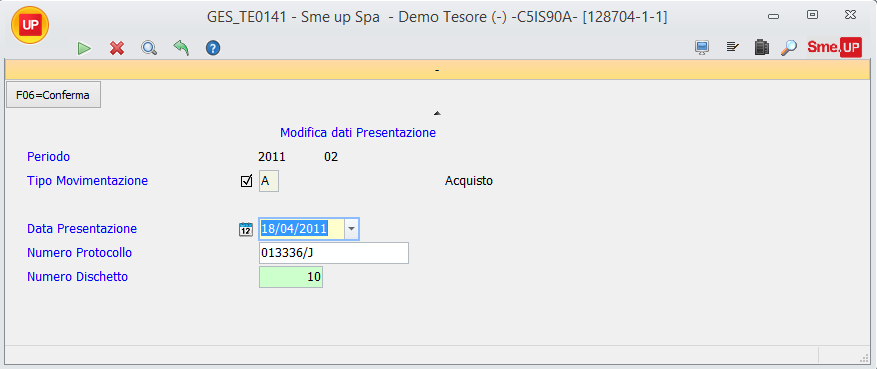 UP
GES_TE0141 - Sme up Spa - Demo Tesore (-) -C5IS90A- [128704-1-1]
Sme.UP
-
F06=Conferma
Modifica dati Presentazione
Periodo 2011 02
Tipo Movimentazione A Acquisto
Data Presentazione 12 18/04/2011
Numero Protocollo 013336/J
Numero Dischetto 10